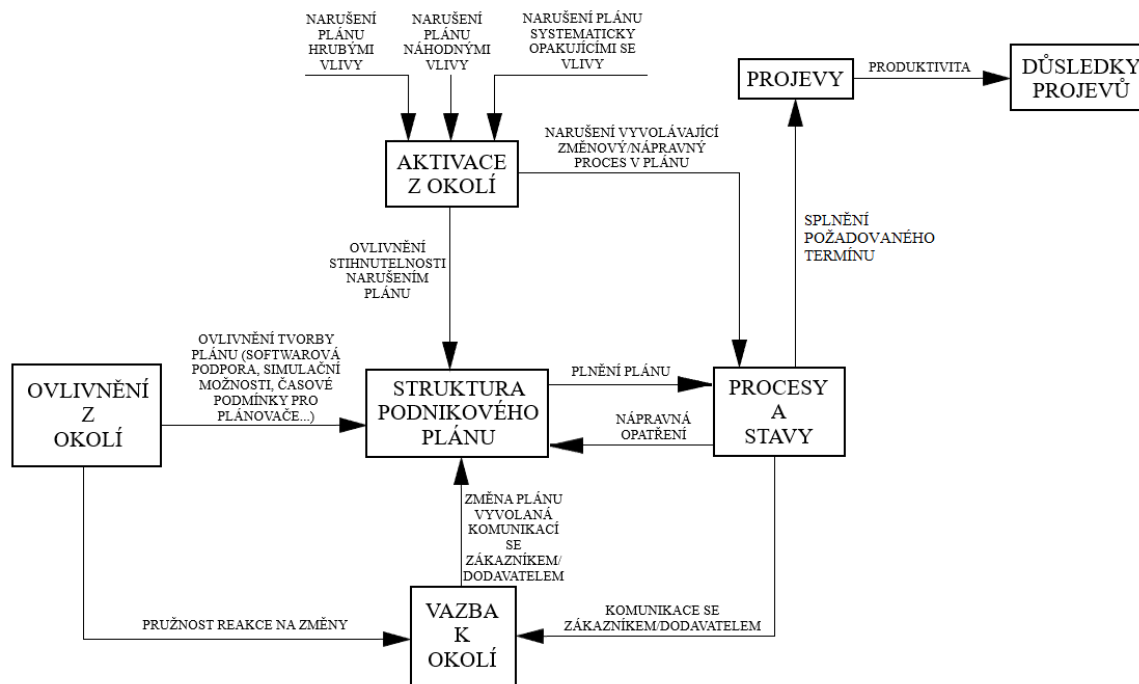 NARUŠENÍ
PLÁNU
HRUBÝMI
VLIVY
NARUŠENÍ
PLÁNU
NÁHODNÝMI
VLIVY
NARUŠENÍ PLÁNU
SYSTEMATICKY
OPAKUJÍCIMI SE
VLIVY
PROJEVY
PRODUKTIVITA
DŮSLEDKY
PROJEVŮ
AKTIVACE
Z OKOLÍ
NARUŠENÍ VYVOLÁVAJÍCÍ
ZMĚNOVÝ/NÁPRAVNÝ
PROCES V PLÁNU
SPLNĚNÍ
POŽADOVANÉHO
TERMÍNU
OVLIVNĚNÍ
STIHNUTELNOSTI
NARUŠENÍM
PLÁNU
OVLIVNĚNÍ TVORBY
PLÁNU (SOFTWAROVÁ
PODPORA, SIMULAČNÍ
MOŽNOSTI, ČASOVÉ
PODMÍNKY PRO
PLÁNOVAČE...)
OVLIVNĚNÍ
Z
OKOLÍ
STRUKTURA
PODNIKOVÉHO
PLÁNU
PLNĚNÍ PLÁNU
NÁPRAVNÁ
OPATŘENÍ
PROCESY
A
STAVY
ZMĚNA PLÁNU
VYVOLANÁ
KOMUNIKACÍ
SE
ZÁKAZNÍKEM/
DODAVATELEM
PRUŽNOST REAKCE NA ZMĚNY
VAZBA
K
OKOLÍ
KOMUNIKACE SE
ZÁKAZNÍKEM/DODAVATELEM